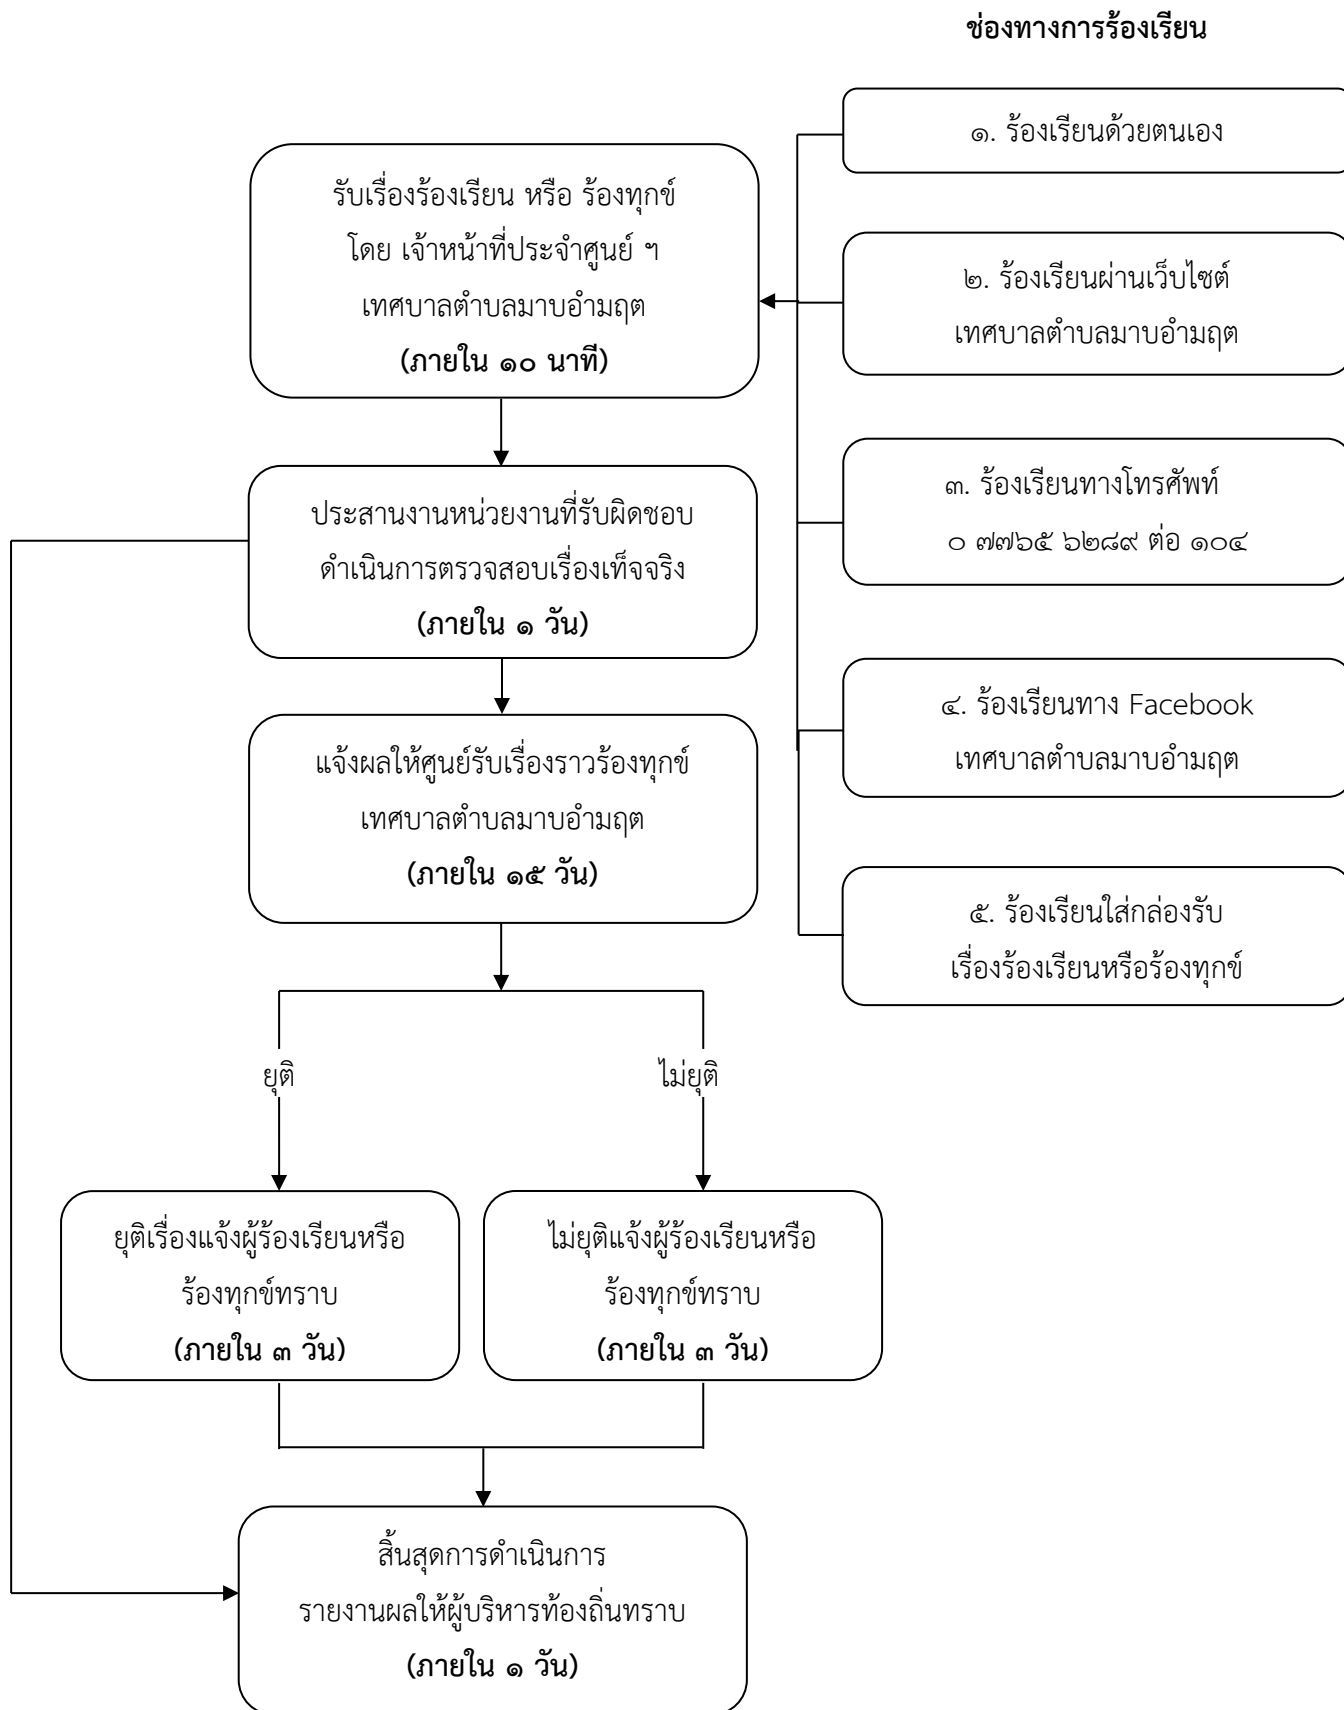 ช่องทางการร้องเรียน
๑. ร้องเรียนด้วยตนเอง
รับเรื่องร้องเรียน หรือ ร้องทุกข์
โดย เจ้าหน้าที่ประจำศูนย์ ฯ
เทศบาลตำบลมาบอำมฤต
(ภายใน ๑๐ นาที)
๒. ร้องเรียนผ่านเว็บไซต์
เทศบาลตำบลมาบอำมฤต
๓. ร้องเรียนทางโทรศัพท์
๐ ๗๗๖๕ ๖๒๘๙ ต่อ ๑๐๔
ประสานงานหน่วยงานที่รับผิดชอบ
ดำเนินการตรวจสอบเรื่องเท็จจริง
(ภายใน ๑ วัน)
๔. ร้องเรียนทาง Facebook
เทศบาลตำบลมาบอำมฤต
แจ้งผลให้ศูนย์รับเรื่องราวร้องทุกข์
เทศบาลตำบลมาบอำมฤต
(ภายใน ๑๕ วัน)
๕. ร้องเรียนใส่กล่องรับ
เรื่องร้องเรียนหรือร้องทุกข์
ยุติ
ไม่ยุติ
ยุติเรื่องแจ้งผู้ร้องเรียนหรือ
ร้องทุกข์ทราบ
(ภายใน ๓ วัน)
ไม่ยุติแจ้งผู้ร้องเรียนหรือ
ร้องทุกข์ทราบ
(ภายใน ๓ วัน)
สิ้นสุดการดำเนินการ
รายงานผลให้ผู้บริหารท้องถิ่นทราบ
(ภายใน ๑ วัน)